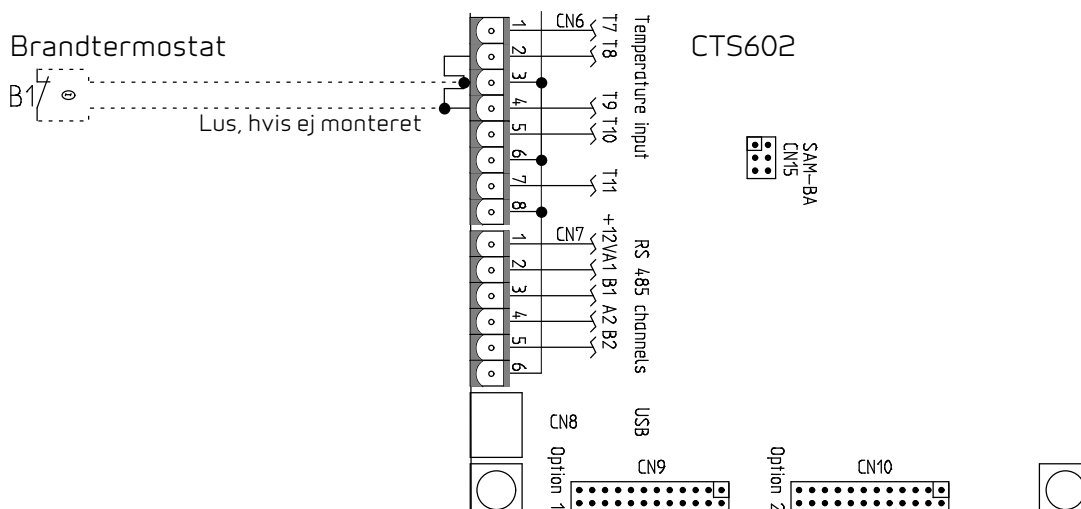 Brandtermostat
B1
Lus, hvis ej monteret
CTS602
CN6
1
2
3
4
5
6
7
8
T7 T8
T9 T10
T11
Temperature input
SAM-BA
CN15
CN7
1
2
3
4
5
6
+12V A1 B1 A2 B2
RS 485 channels
CN8
USB
Option 1
CN9
Option 2
CN10